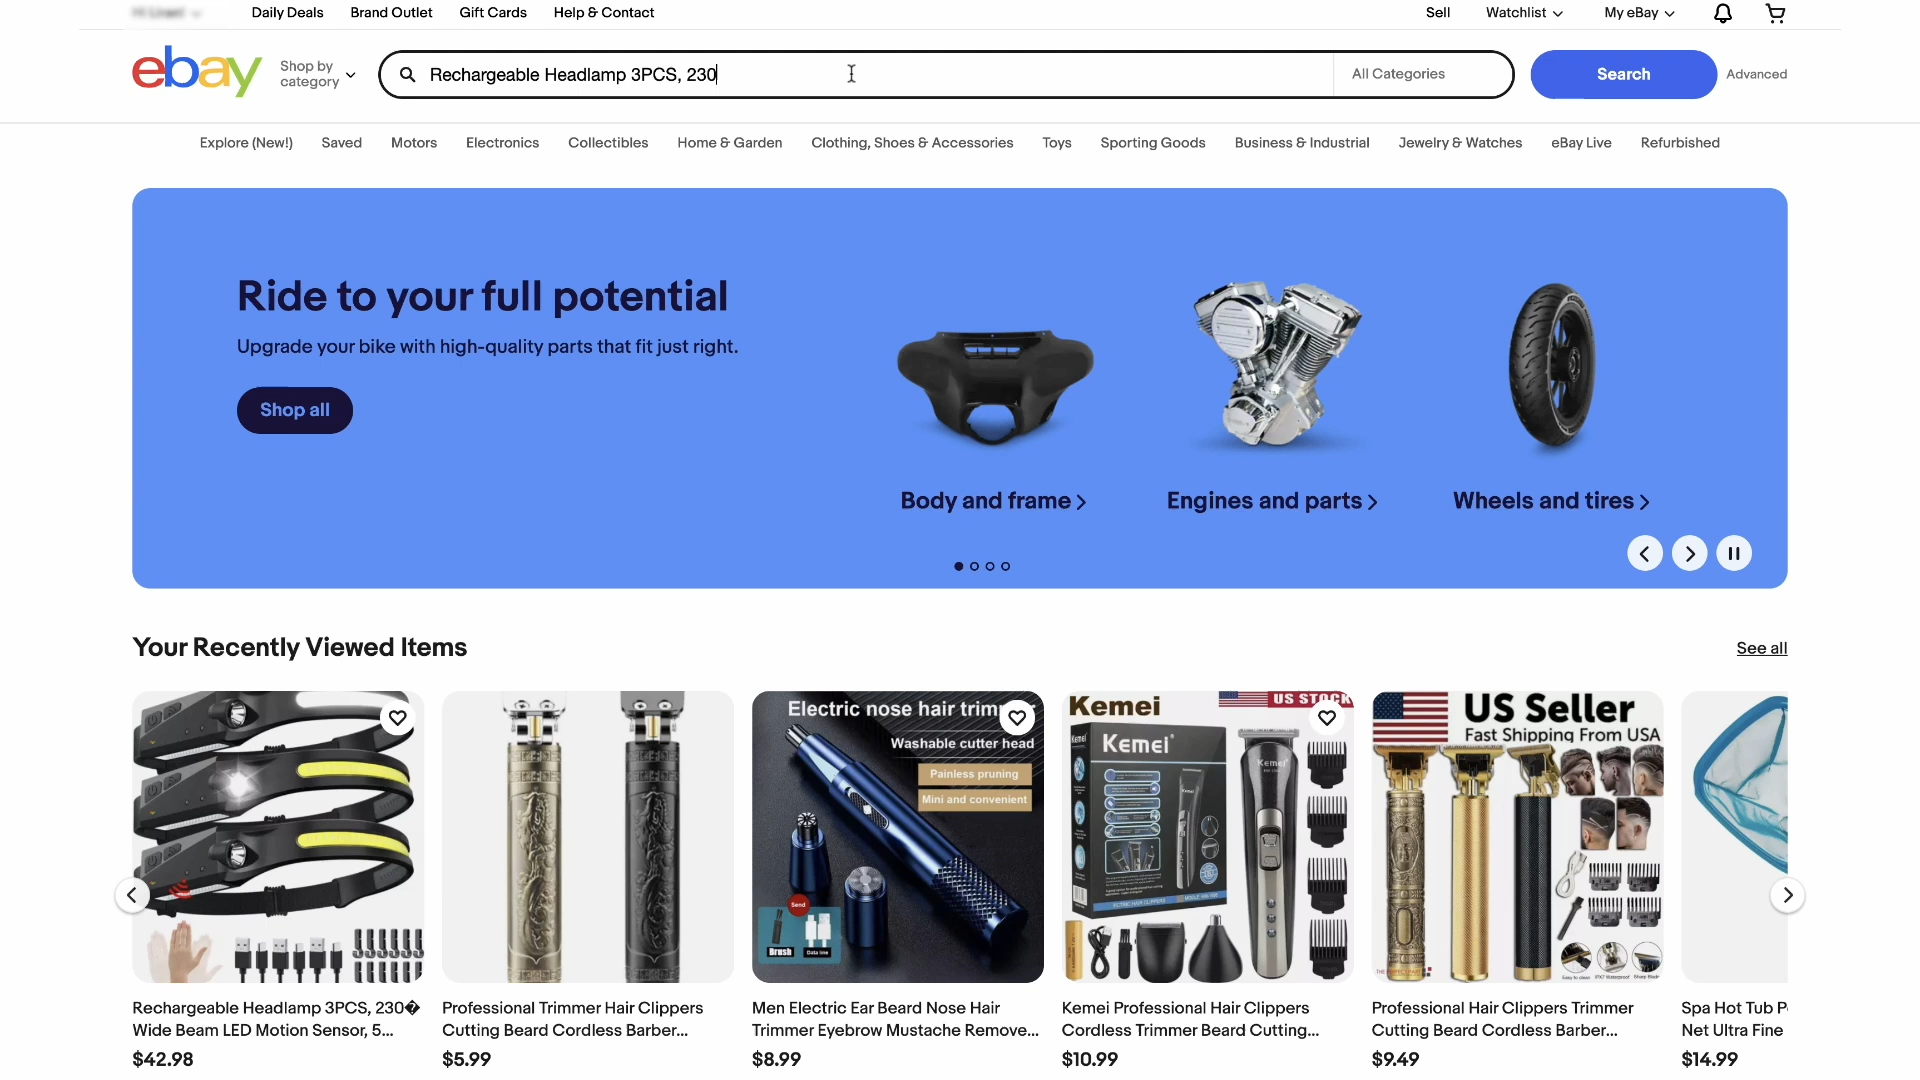 Daily Deals
Brand Outlet
Gift Cards
Help & Contact
Sell
Watchlist
My eBay
ebay
Shop by
category
Rechargeable Headlamp 3PCS, 230
All Categories
Search
Advanced
Explore (New!)
Saved
Motors
Electronics
Collectibles
Home & Garden
Clothing, Shoes & Accessories
Toys
Sporting Goods
Business & Industrial
Jewelry & Watches
eBay Live
Refurbished
Ride to your full potential
Upgrade your bike with high-quality parts that fit just right.
Shop all
Body and frame
Engines and parts
Wheels and tires
Your Recently Viewed Items
See all
Electric nose hair
Washable cutter head
Painless pruning
Mini and convenient
Send
Brush
Data line
Kemei
US STOCK
Kemei
Kemei
US Seller
Fast Shipping From USA
Rechargeable Headlamp 3PCS, 230�
Wide Beam LED Motion Sensor, 5...
$42.98
Professional Trimmer Hair Clippers
Cutting Beard Cordless Barber...
$5.99
Men Electric Ear Beard Nose Hair
Trimmer Eyebrow Mustache Remove...
$8.99
Kemei Professional Hair Clippers
Cordless Trimmer Beard Cutting...
$10.99
Professional Hair Clippers Trimmer
Cutting Beard Cordless Barber...
$9.49
Spa Hot Tub P
Net Ultra Fine
$14.99